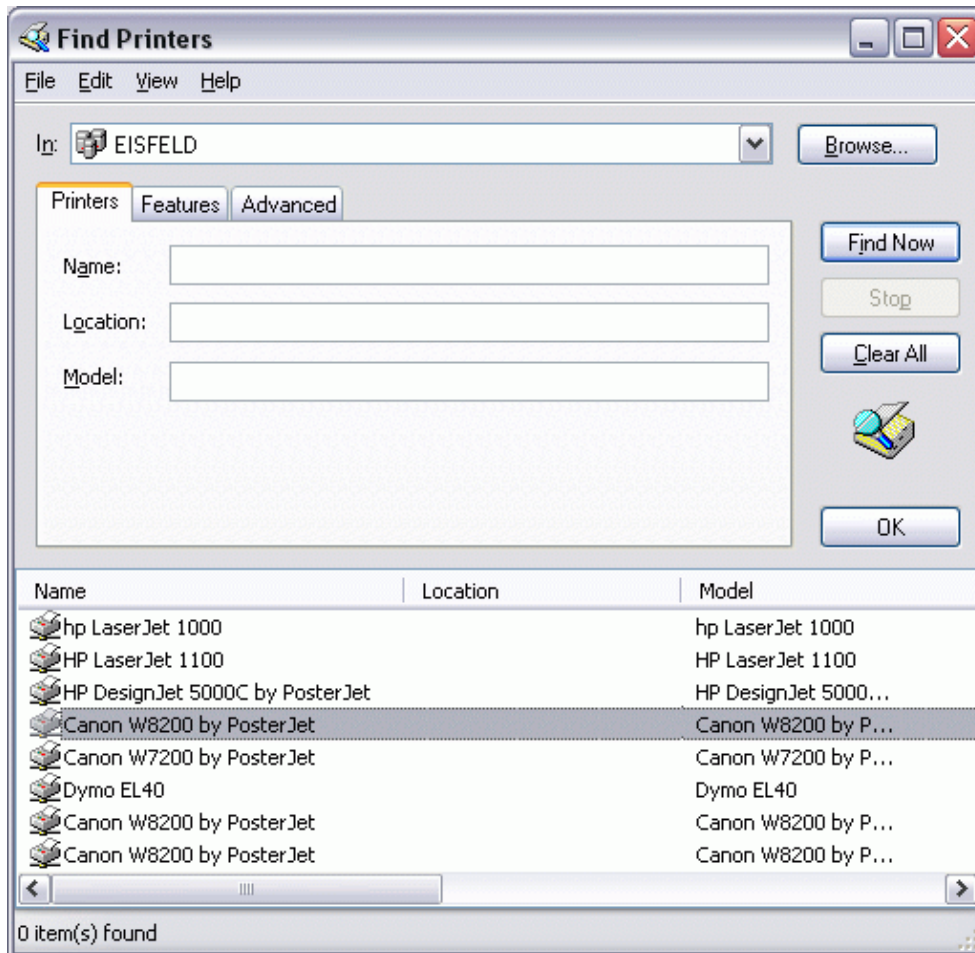 Find Printers
File Edit View Help
In: EISFELD Browse...
Printers Features Advanced
Find Now
Name:
Stop
Location:
Clear All
Model:
OK
Name Location Model
hp LaserJet 1000 hp LaserJet 1000
HP LaserJet 1100 HP LaserJet 1100
HP DesignJet 5000C by PosterJet HP DesignJet 5000...
Canon W8200 by PosterJet Canon W8200 by P...
Canon W7200 by PosterJet Canon W7200 by P...
Dymo EL40 Dymo EL40
Canon W8200 by PosterJet Canon W8200 by P...
Canon W8200 by PosterJet Canon W8200 by P...
0 item(s) found